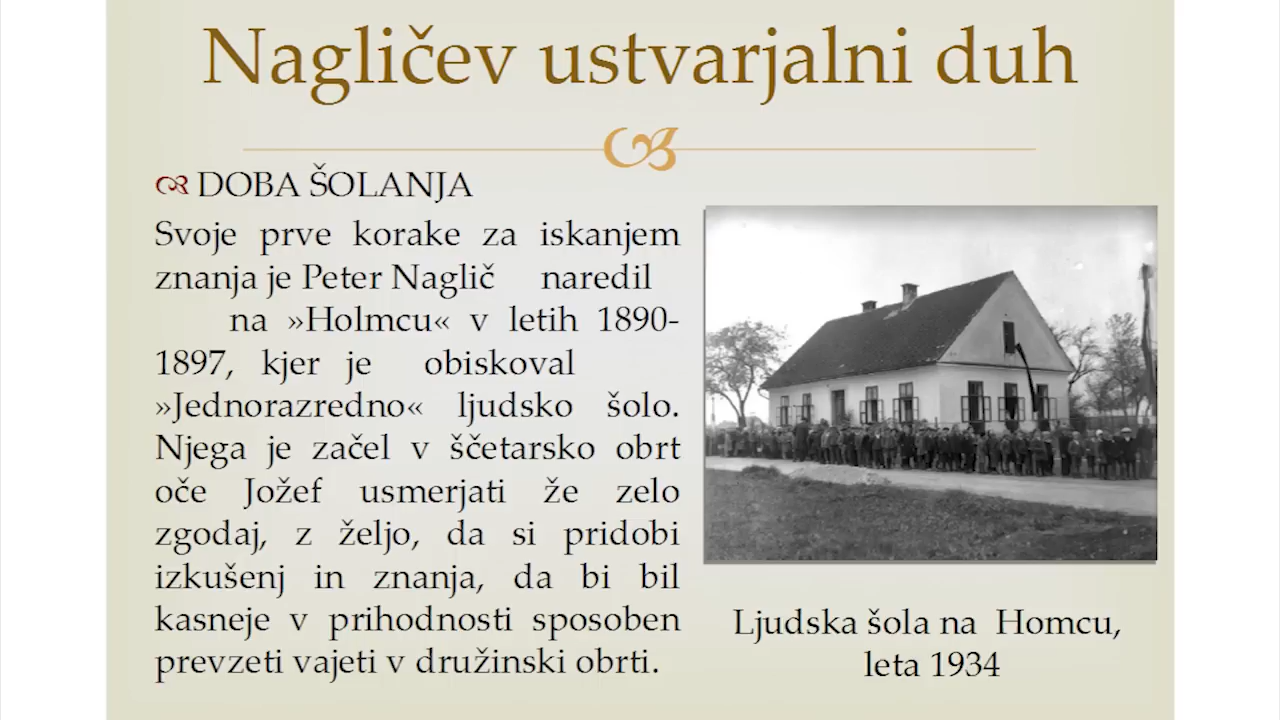 Nagličev ustvarjalni duh
DOBA ŠOLANJA
Svoje prve korake za iskanjem
znanja je Peter Naglič naredil
na »Holmcu« v letih 1890-
1897, kjer je obiskoval
»Jednorazredno« ljudsko šolo.
Njega je začel v ščetarsko obrt
oče Jožef usmerjati že zelo
zgodaj, z željo, da si pridobi
izkušenj in znanja, da bi bil
kasneje v prihodnosti sposoben
prevzeti vajeti v družinski obrti.
Ljudska šola na Homcu,
leta 1934